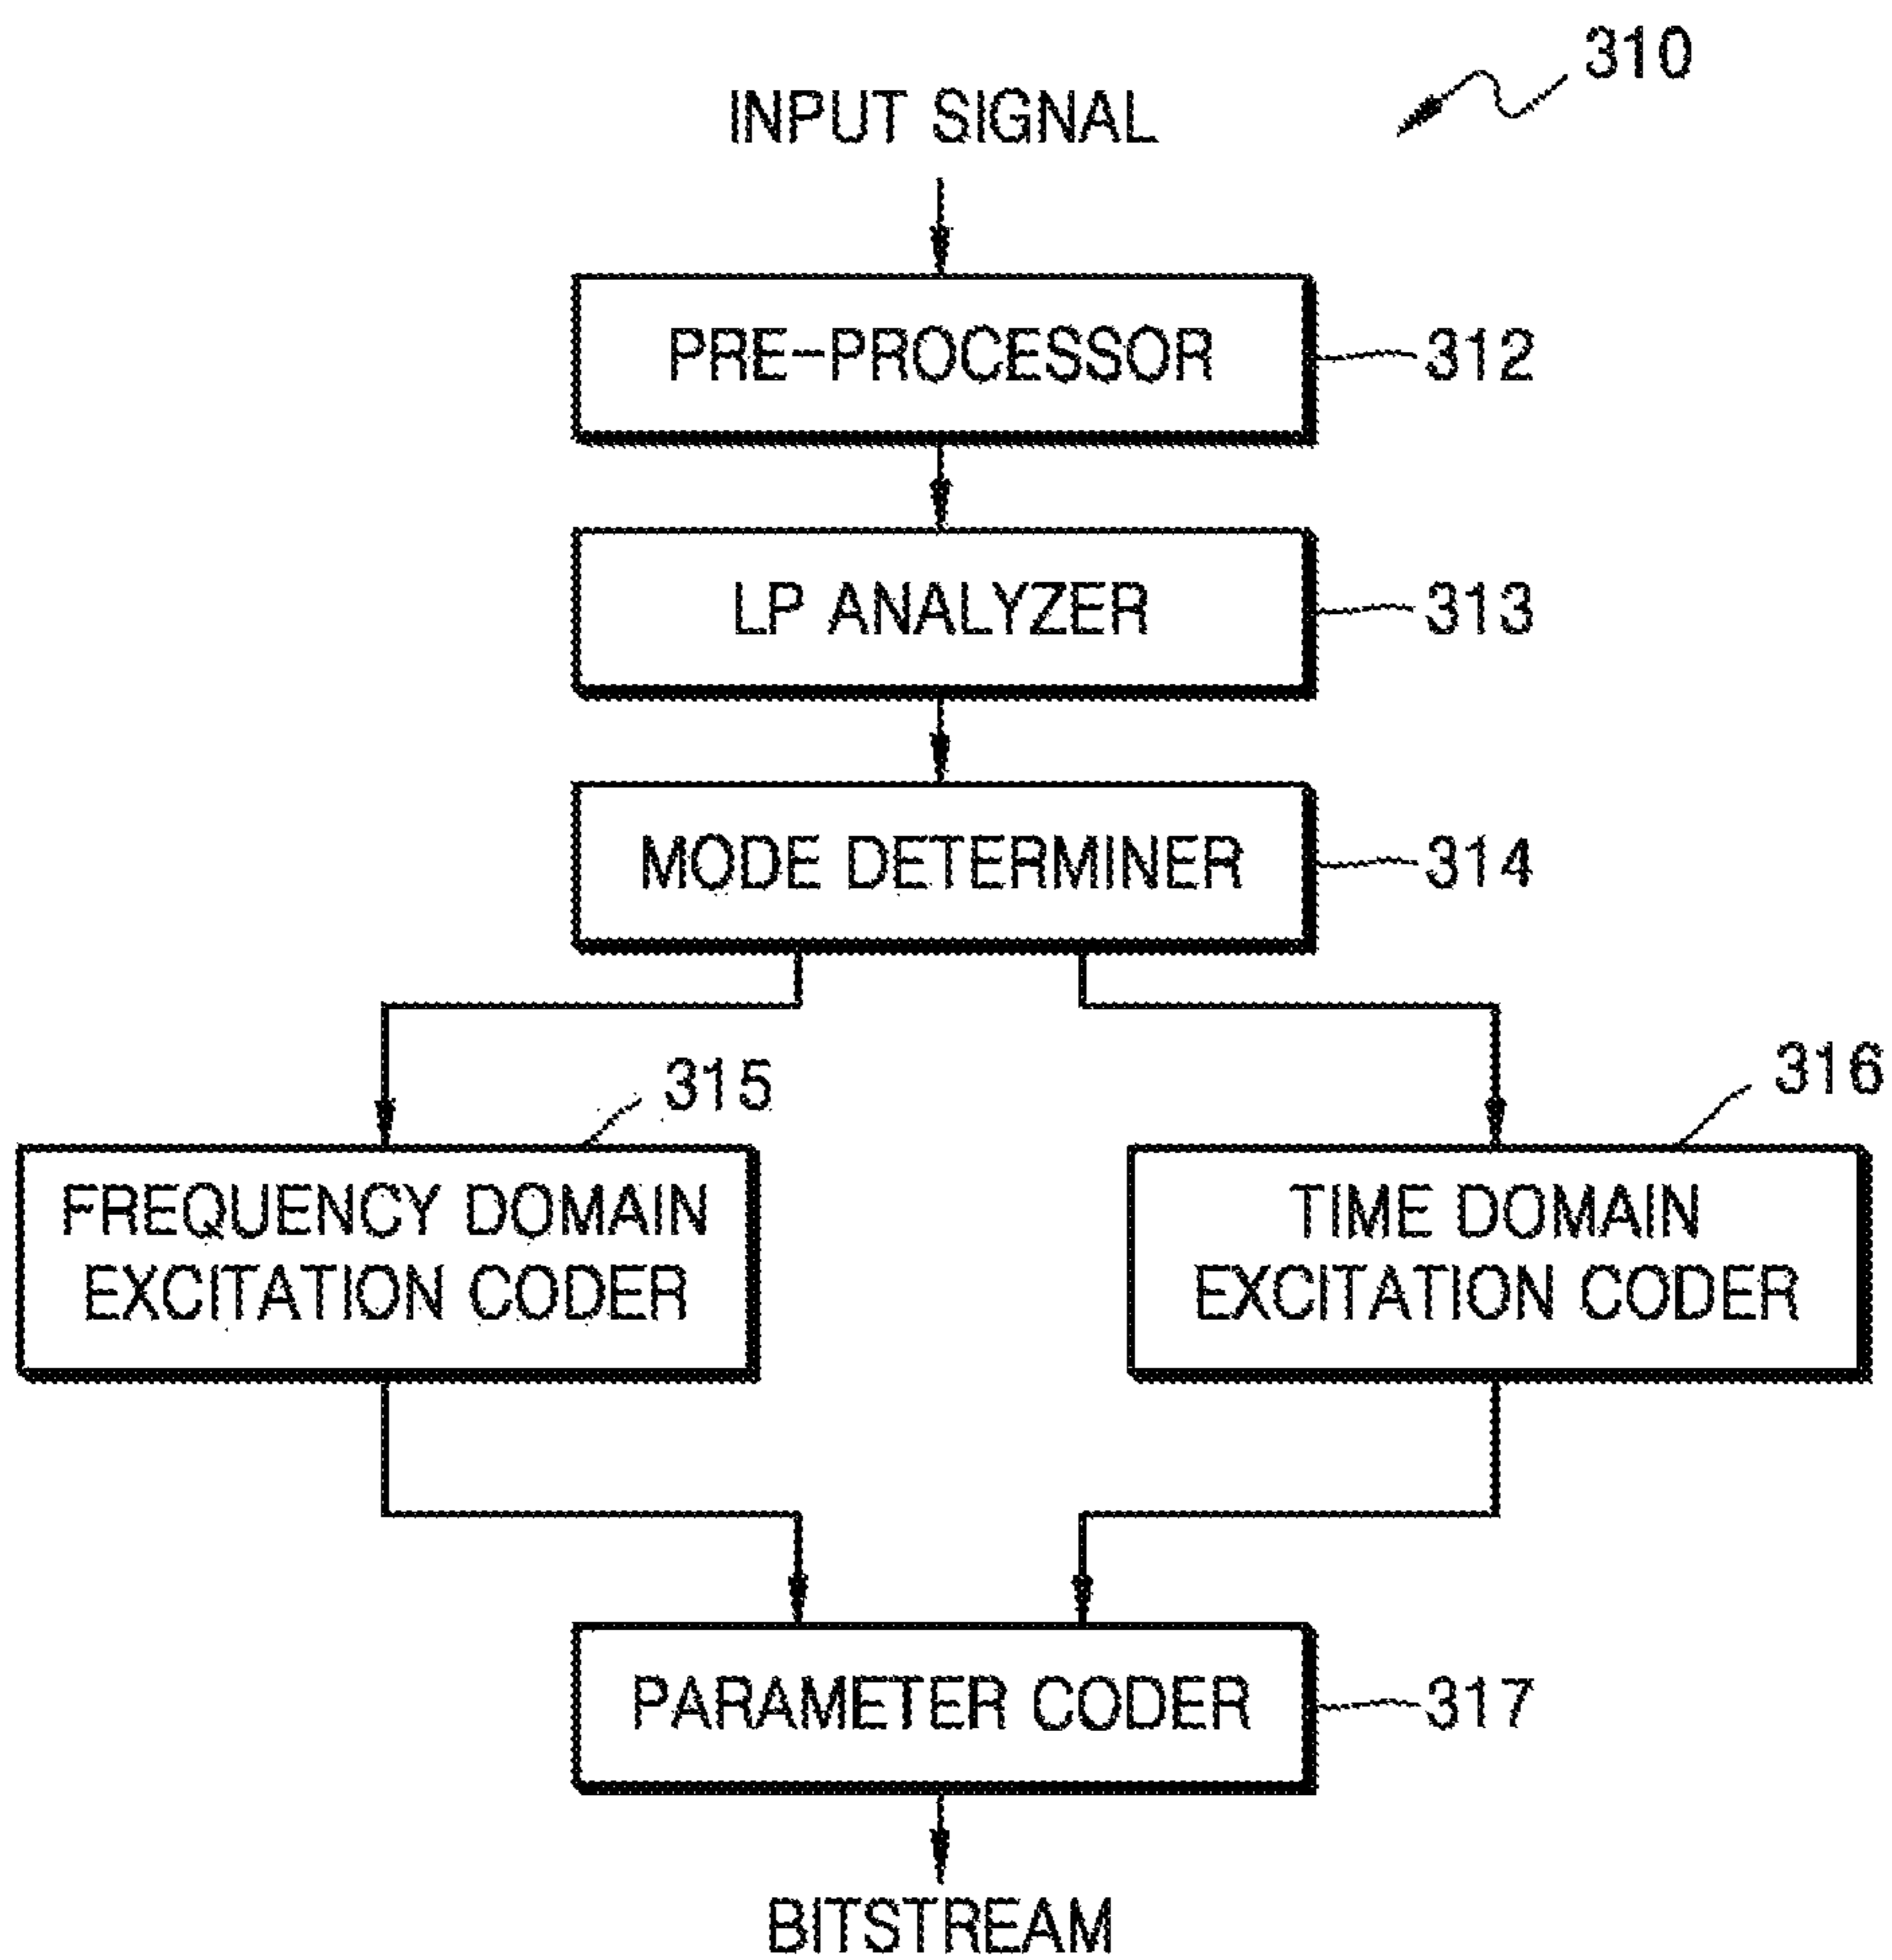 310
INPUT SIGNAL
PRE-PROCESSOR
312
LP ANALYZER
313
MODE DETERMINER
314
315
316
FREQUENCY DOMAIN
EXCITATION CODER
TIME DOMAIN
EXCITATION CODER
PARAMETER CODER
317
BITSTREAM